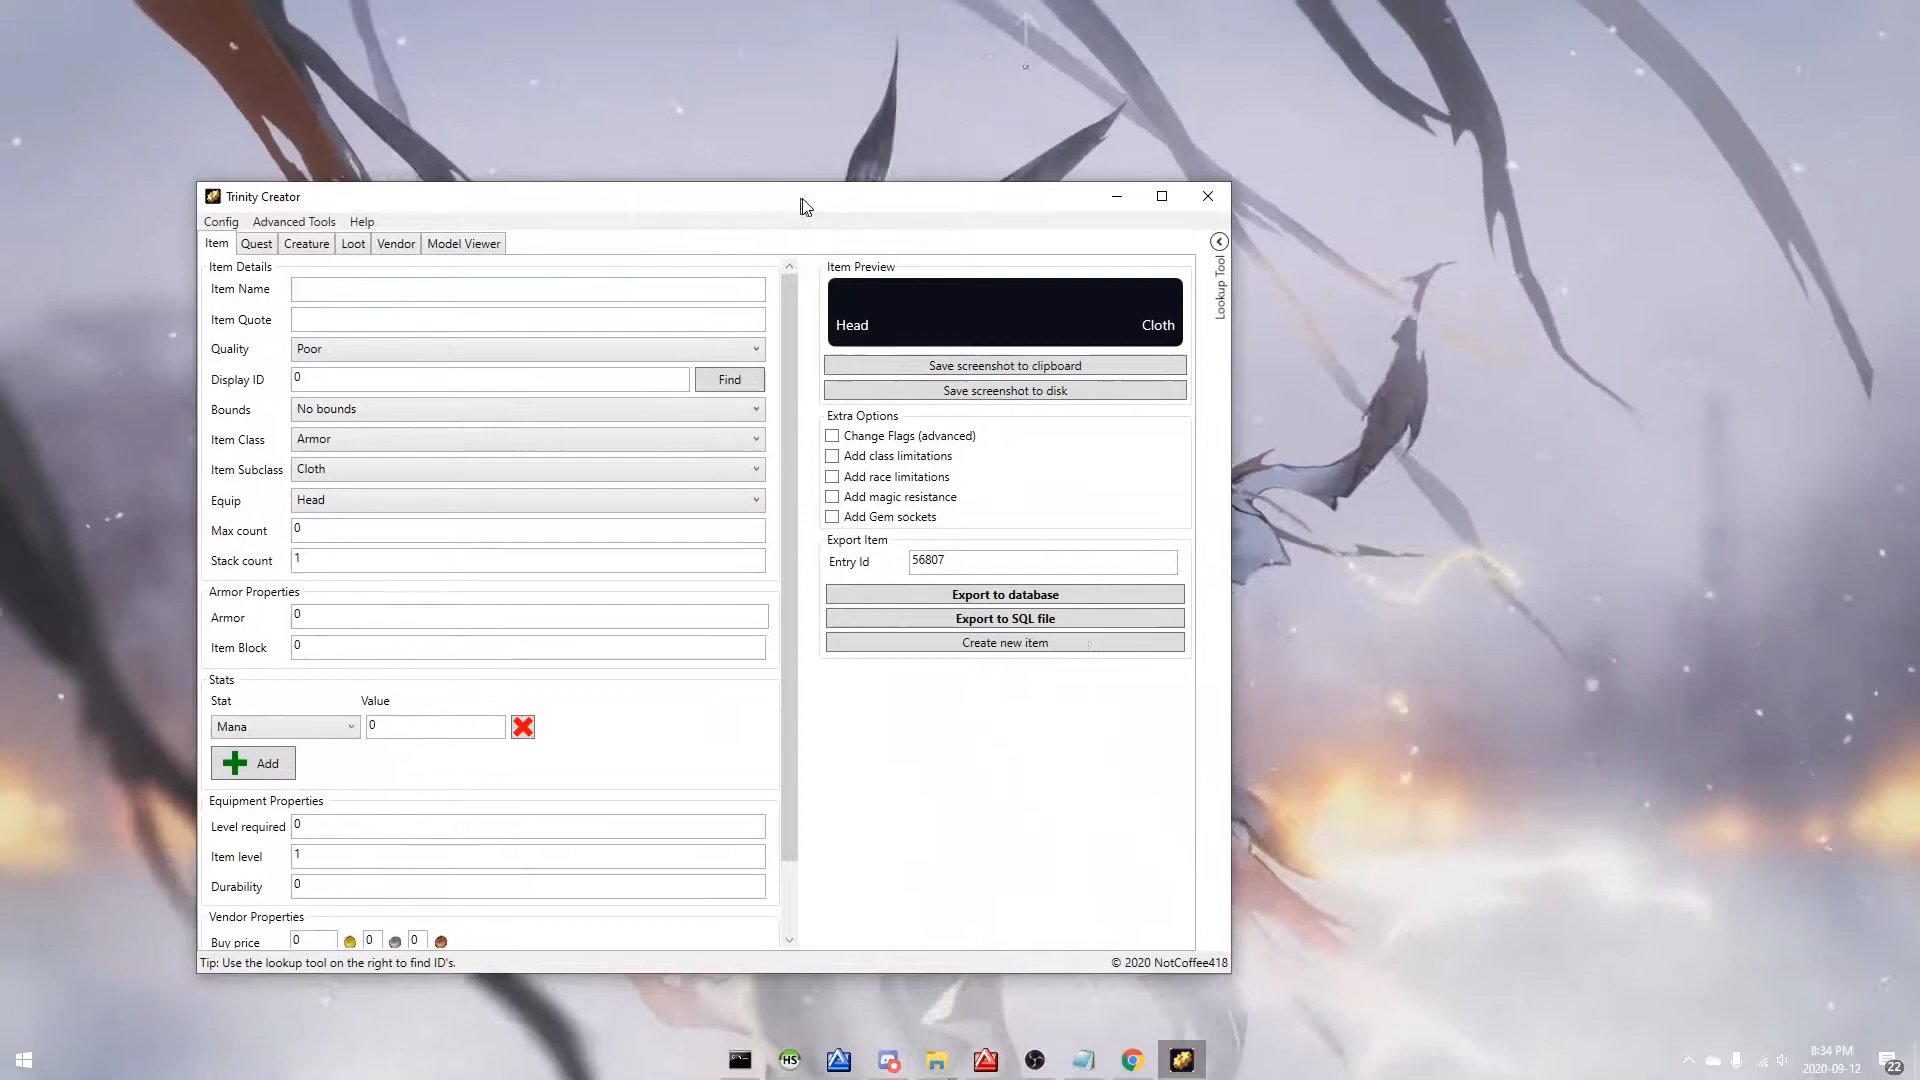 Trinity Creator
Config Advanced Tools Help
Item Quest Creature Loot Vendor Model Viewer
Item Details
Item Name
Item Quote
Quality Poor
Display ID 0 Find
Bounds No bounds
Item Class Armor
Item Subclass Cloth
Equip Head
Max count 0
Stack count 1
Armor Properties
Armor 0
Item Block 0
Stats
Stat Value
Mana 0
Add
Equipment Properties
Level required 0
Item level 1
Durability 0
Vendor Properties
Buy price 0 0 0
Item Preview
Head Cloth
Save screenshot to clipboard
Save screenshot to disk
Extra Options
Change Flags (advanced)
Add class limitations
Add race limitations
Add magic resistance
Add Gem sockets
Export Item
Entry Id 56807
Export to database
Export to SQL file
Create new item
Lookup Tool
Tip: Use the lookup tool on the right to find ID's.
© 2020 NotCoffee418
HS
8:34 PM
2020-09-12
22